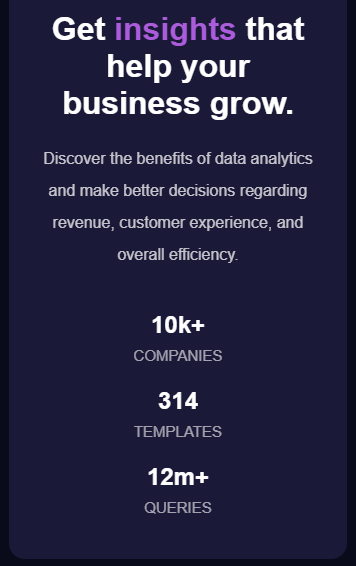 Get insights that
help your
business grow.
Discover the benefits of data analytics
and make better decisions regarding
revenue, customer experience, and
overall efficiency.
10k+
COMPANIES
314
TEMPLATES
12m+
QUERIES